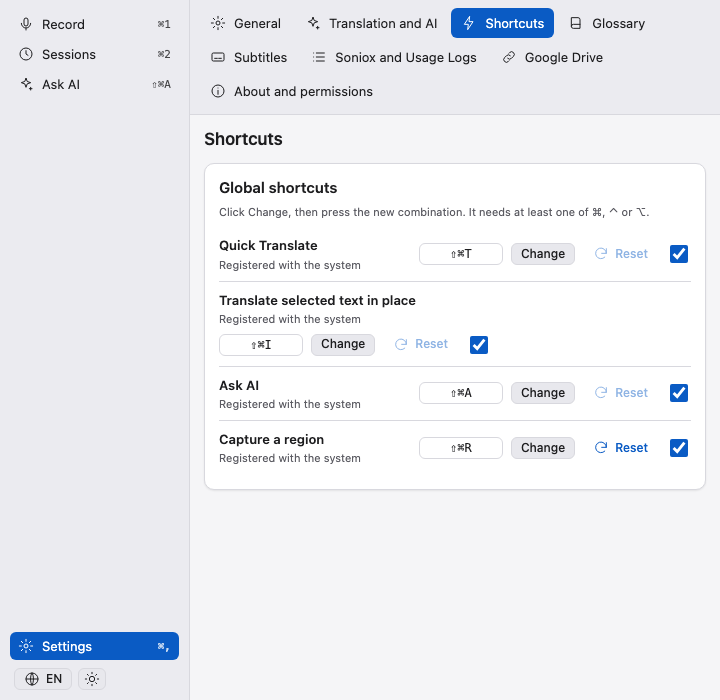 Record ⌘1
Sessions ⌘2
Ask AI ⇧⌘A
General Translation and AI Shortcuts Glossary
Subtitles Soniox and Usage Logs Google Drive
About and permissions
Shortcuts
Global shortcuts
Click Change, then press the new combination. It needs at least one of ⌘, ⌃ or ⌥.
Quick Translate
Registered with the system
⇧⌘T Change Reset
Translate selected text in place
Registered with the system
⇧⌘I Change Reset
Ask AI
Registered with the system
⇧⌘A Change Reset
Capture a region
Registered with the system
⇧⌘R Change Reset
Settings ⌘,
EN